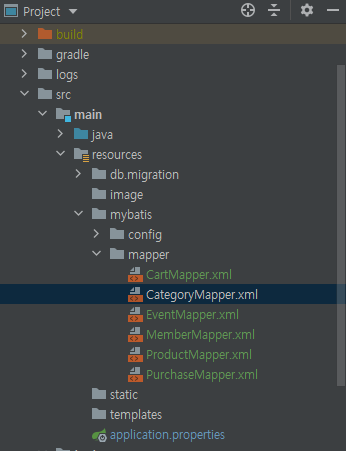 Project
build
gradle
logs
src
main
java
resources
db.migration
image
mybatis
config
mapper
CartMapper.xml
CategoryMapper.xml
EventMapper.xml
MemberMapper.xml
ProductMapper.xml
PurchaseMapper.xml
static
templates
application.properties